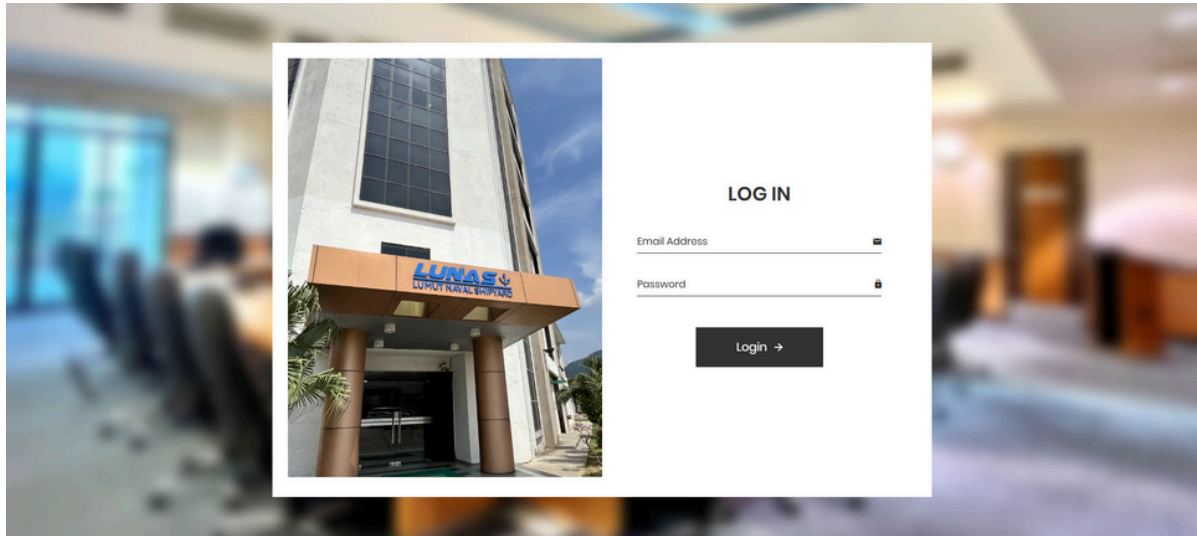 LUNAS
LUMUT NAVAL SHIPYARD
LOG IN
Email Address
Password
Login →